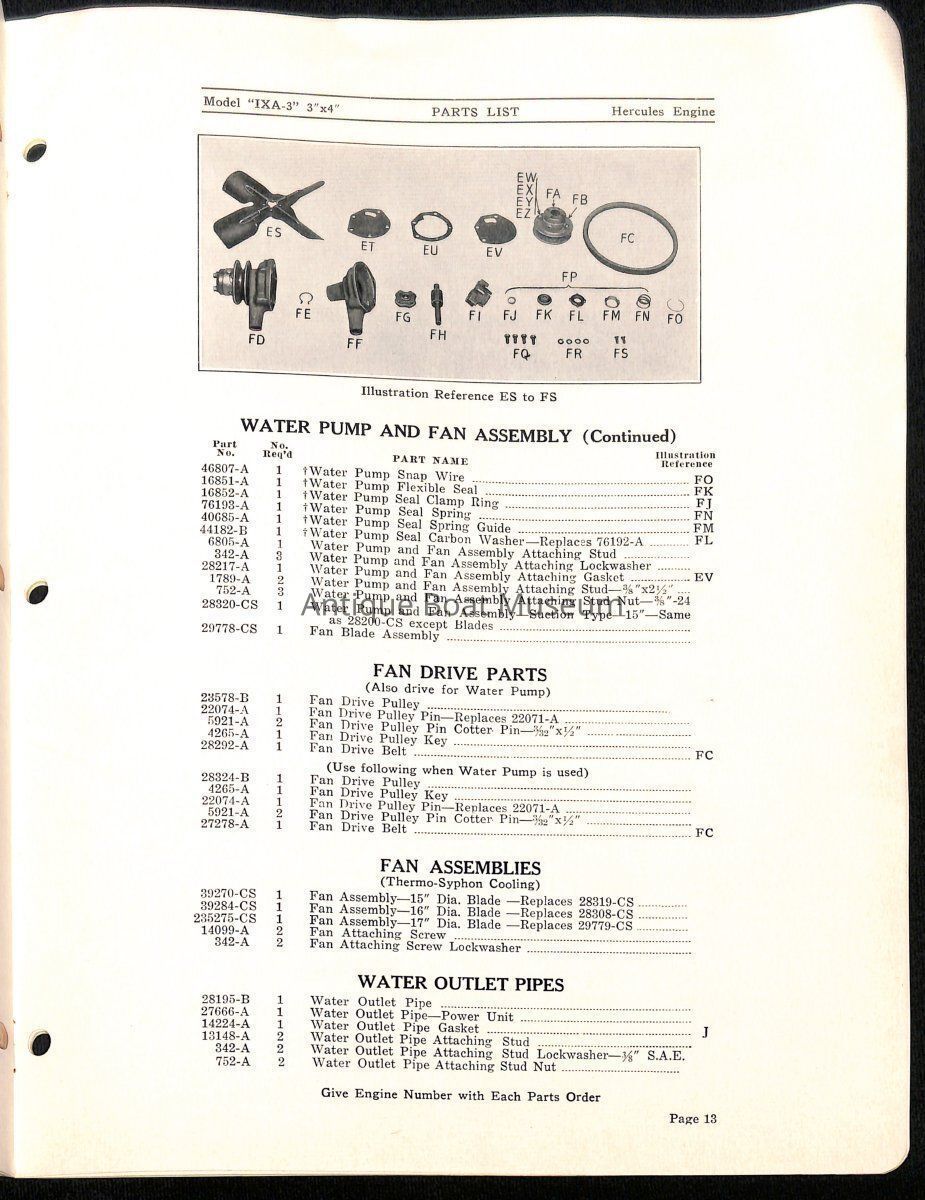 Model "IXA-3" 3"x4" PARTS LIST Hercules Engine
EW
EX FA
EY FB
EZ
ES ET EU EV FC
FP
FD FE FF FG FH FI FJ FK FL FM FN FO
FQ FR FS
Illustration Reference ES to FS
WATER PUMP AND FAN ASSEMBLY (Continued)
Part No. No. Req'd PART NAME Illustration Reference
46807-A 1 †Water Pump Snap Wire FO
16851-A 1 †Water Pump Flexible Seal FK
16852-A 1 †Water Pump Seal Clamp Ring FJ
76193-A 1 †Water Pump Seal Spring FN
40685-A 1 †Water Pump Seal Spring Guide FM
44182-B 1 †Water Pump Seal Carbon Washer—Replaces 76192-A FL
6805-A 1 Water Pump and Fan Assembly Attaching Stud
342-A 3 Water Pump and Fan Assembly Attaching Lockwasher
28217-A 1 Water Pump and Fan Assembly Attaching Gasket EV
1789-A 2 Water Pump and Fan Assembly Attaching Stud—⅜"x2½"
752-A 3 Water Pump and Fan Assembly Attaching Stud Nut—⅜"-24
28320-CS 1 Water Pump and Fan Assembly—Suction Type—15"—Same
as 28200-CS except Blades
29778-CS 1 Fan Blade Assembly
Antique Boat Museum
FAN DRIVE PARTS
(Also drive for Water Pump)
23578-B 1 Fan Drive Pulley
22074-A 1 Fan Drive Pulley Pin—Replaces 22071-A
5921-A 2 Fan Drive Pulley Pin Cotter Pin—3/32"x½"
4265-A 1 Fan Drive Pulley Key
28292-A 1 Fan Drive Belt FC
(Use following when Water Pump is used)
28324-B 1 Fan Drive Pulley
4265-A 1 Fan Drive Pulley Key
22074-A 1 Fan Drive Pulley Pin—Replaces 22071-A
5921-A 2 Fan Drive Pulley Pin Cotter Pin—3/32"x½"
27278-A 1 Fan Drive Belt FC
FAN ASSEMBLIES
(Thermo-Syphon Cooling)
39270-CS 1 Fan Assembly—15" Dia. Blade —Replaces 28319-CS
39284-CS 1 Fan Assembly—16" Dia. Blade —Replaces 28308-CS
235275-CS 1 Fan Assembly—17" Dia. Blade —Replaces 29779-CS
14099-A 2 Fan Attaching Screw
342-A 2 Fan Attaching Screw Lockwasher
WATER OUTLET PIPES
28195-B 1 Water Outlet Pipe
27666-A 1 Water Outlet Pipe—Power Unit
14224-A 1 Water Outlet Pipe Gasket J
13148-A 2 Water Outlet Pipe Attaching Stud
342-A 2 Water Outlet Pipe Attaching Stud Lockwasher—⅜" S.A.E.
752-A 2 Water Outlet Pipe Attaching Stud Nut
Give Engine Number with Each Parts Order
Page 13